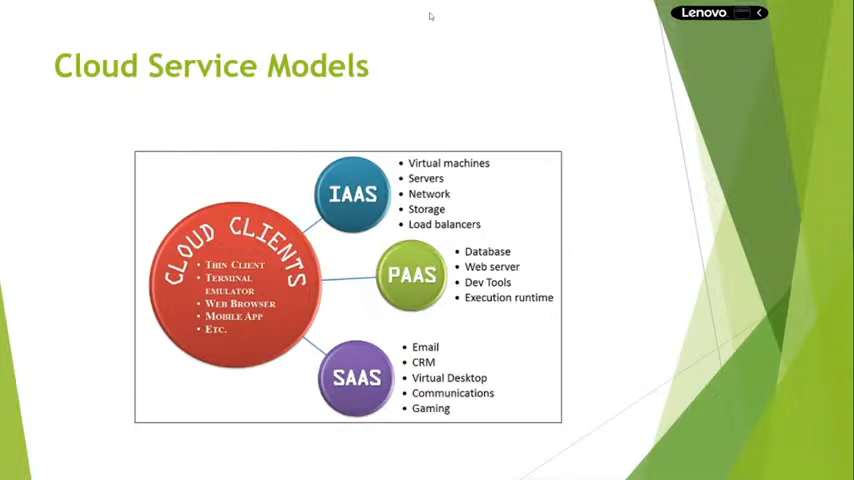 Lenovo
Cloud Service Models
CLOUD CLIENTS
• THIN CLIENT
• TERMINAL
EMULATOR
• WEB BROWSER
• MOBILE APP
• ETC.
IAAS
• Virtual machines
• Servers
• Network
• Storage
• Load balancers
PAAS
• Database
• Web server
• Dev Tools
• Execution runtime
SAAS
• Email
• CRM
• Virtual Desktop
• Communications
• Gaming